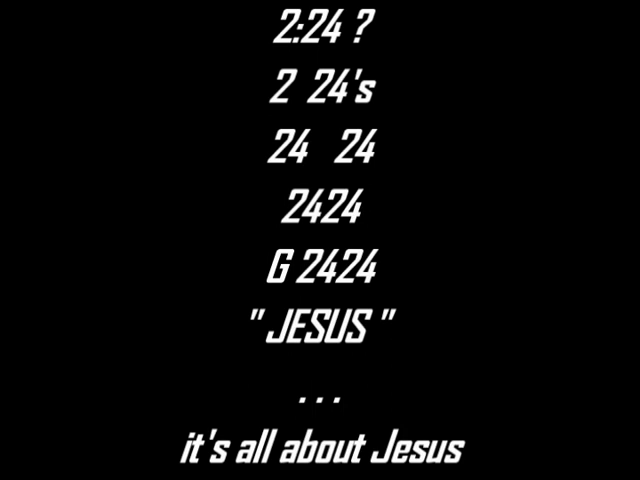 2:24 ?
2 24's
24 24
2424
G 2424
" JESUS "
. . .
it's all about Jesus